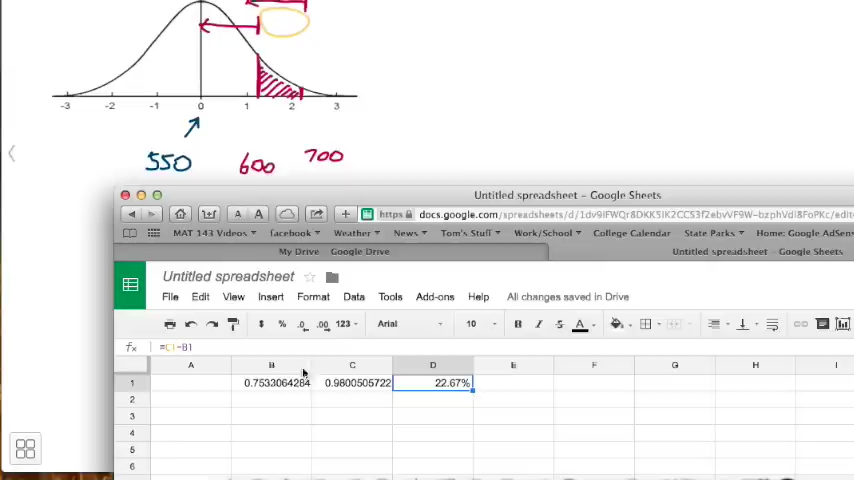 -3 -2 -1 0 1 2 3
550 600 700
Untitled spreadsheet – Google Sheets
A A https docs.google.com/spreadsheets/d/
MAT 143 Videos facebook Weather News Tom's Stuff Work/School College Calendar State Parks Home: Google AdSen
My Drive Google Drive Untitled spreadsheet – Google Sheets
Untitled spreadsheet
File Edit View Insert Format Data Tools Add-ons Help All changes saved in Drive
$ % .0 .00 123 Arial 10 B I S A
fx =C1-B1
A B C D E F G H I
1 0.7533064284 0.9800505722 22.67%
2
3
4
5
6